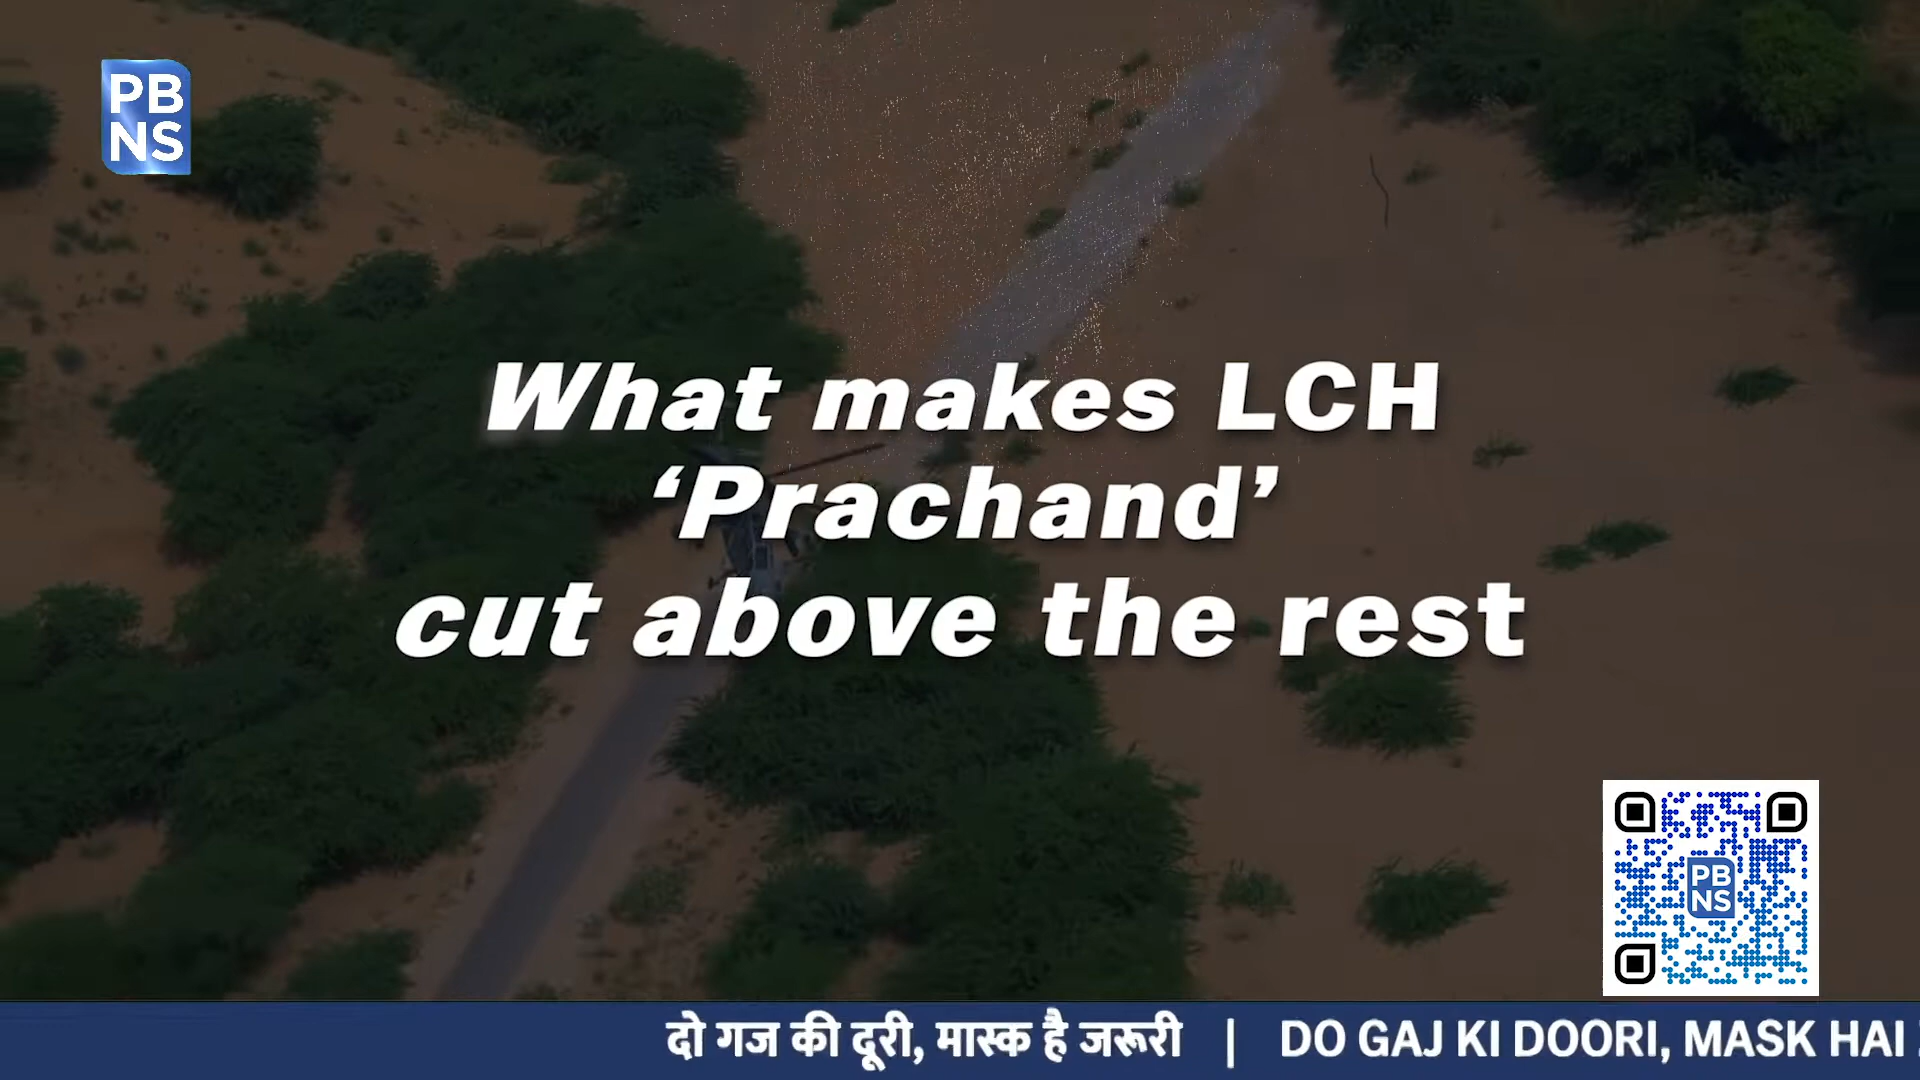 PB
NS
What makes LCH
‘Prachand’
cut above the rest
PB
NS
दो गज की दूरी, मास्क है जरूरी | DO GAJ KI DOORI, MASK HAI